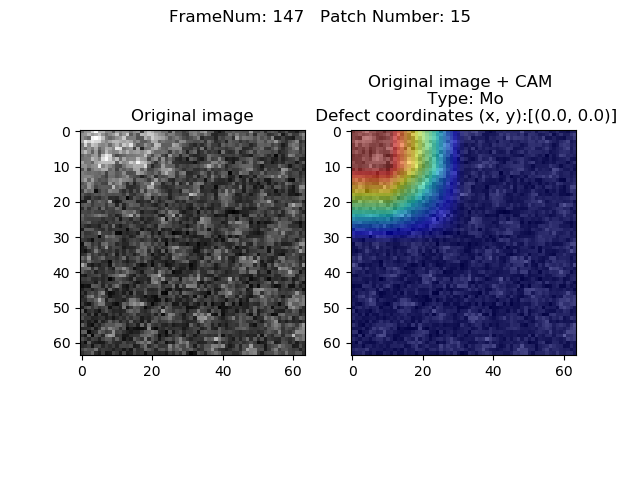 FrameNum: 147   Patch Number: 15
Original image
0
10
20
30
40
50
60
0 20 40 60
Original image + CAM
Type: Mo
Defect coordinates (x, y):[(0.0, 0.0)]
0
10
20
30
40
50
60
0 20 40 60